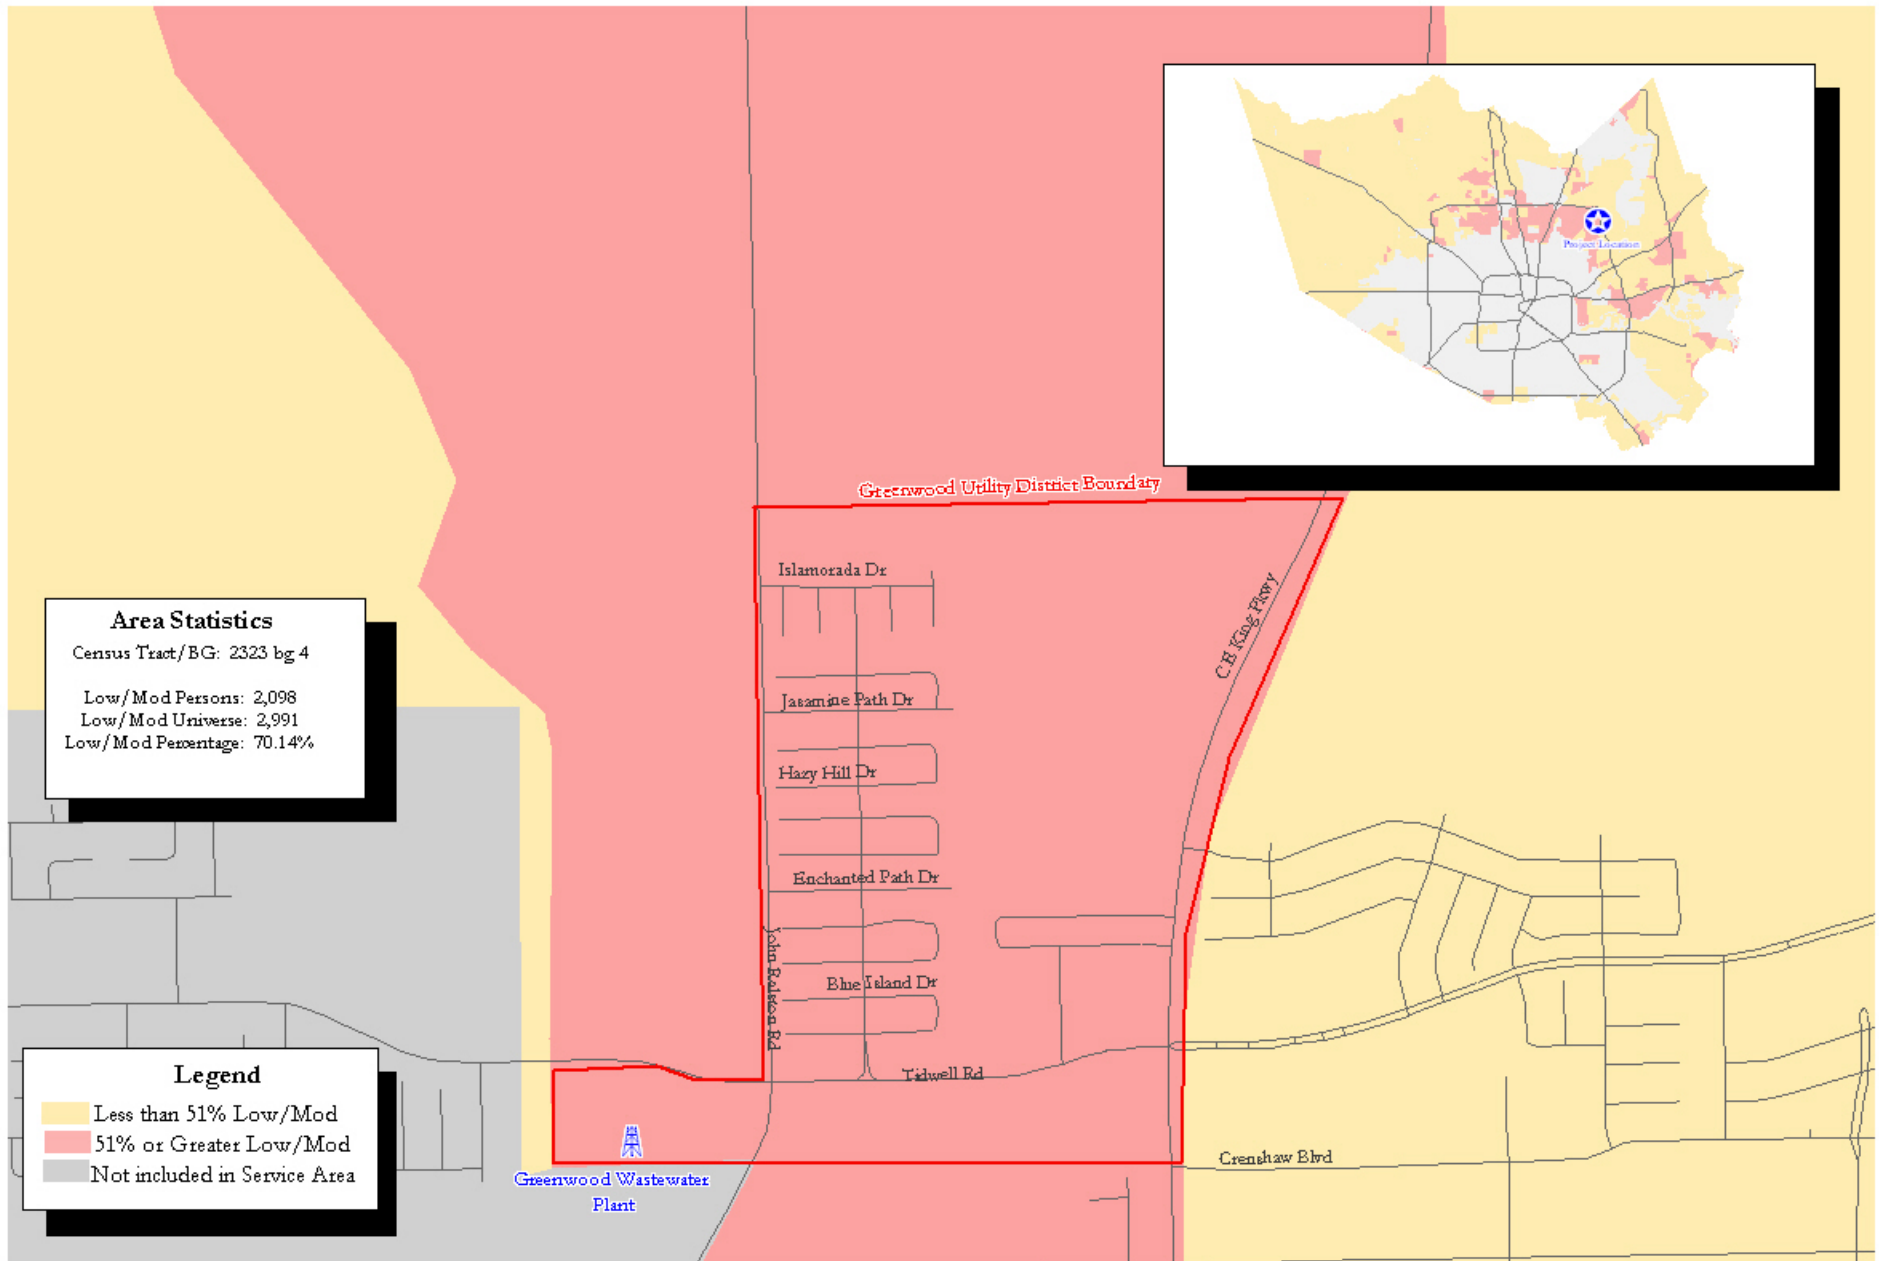 Project Location
Greenwood Utility District Boundary
Islamorada Dr
C E King Pkwy
Area Statistics
Census Tract/BG: 2323 bg 4
Low/Mod Persons: 2,098
Low/Mod Universe: 2,991
Low/Mod Percentage: 70.14%
Jasamine Path Dr
Hazy Hill Dr
Enchanted Path Dr
John Ralston Rd
Blue Island Dr
Tidwell Rd
Legend
Less than 51% Low/Mod
51% or Greater Low/Mod
Not included in Service Area
Greenwood Wastewater
Plant
Crenshaw Blvd